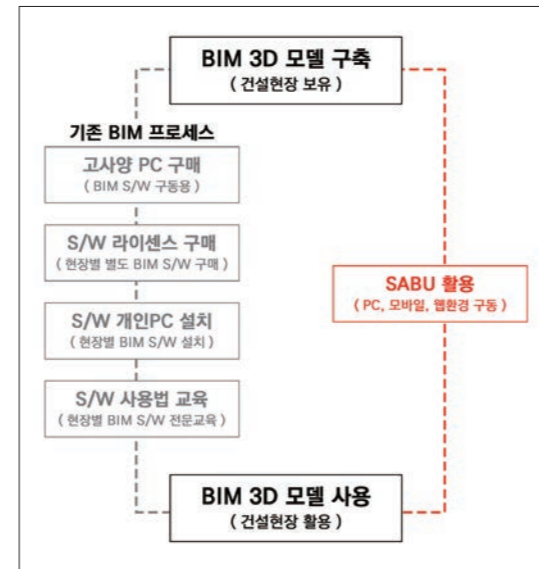 BIM 3D 모델 구축
( 건설현장 보유 )
기존 BIM 프로세스
고사양 PC 구매
( BIM S/W 구동용 )
S/W 라이센스 구매
( 현장별 별도 BIM S/W 구매 )
S/W 개인PC 설치
( 현장별 BIM S/W 설치 )
S/W 사용법 교육
( 현장별 BIM S/W 전문교육 )
SABU 활용
( PC, 모바일, 웹환경 구동 )
BIM 3D 모델 사용
( 건설현장 활용 )